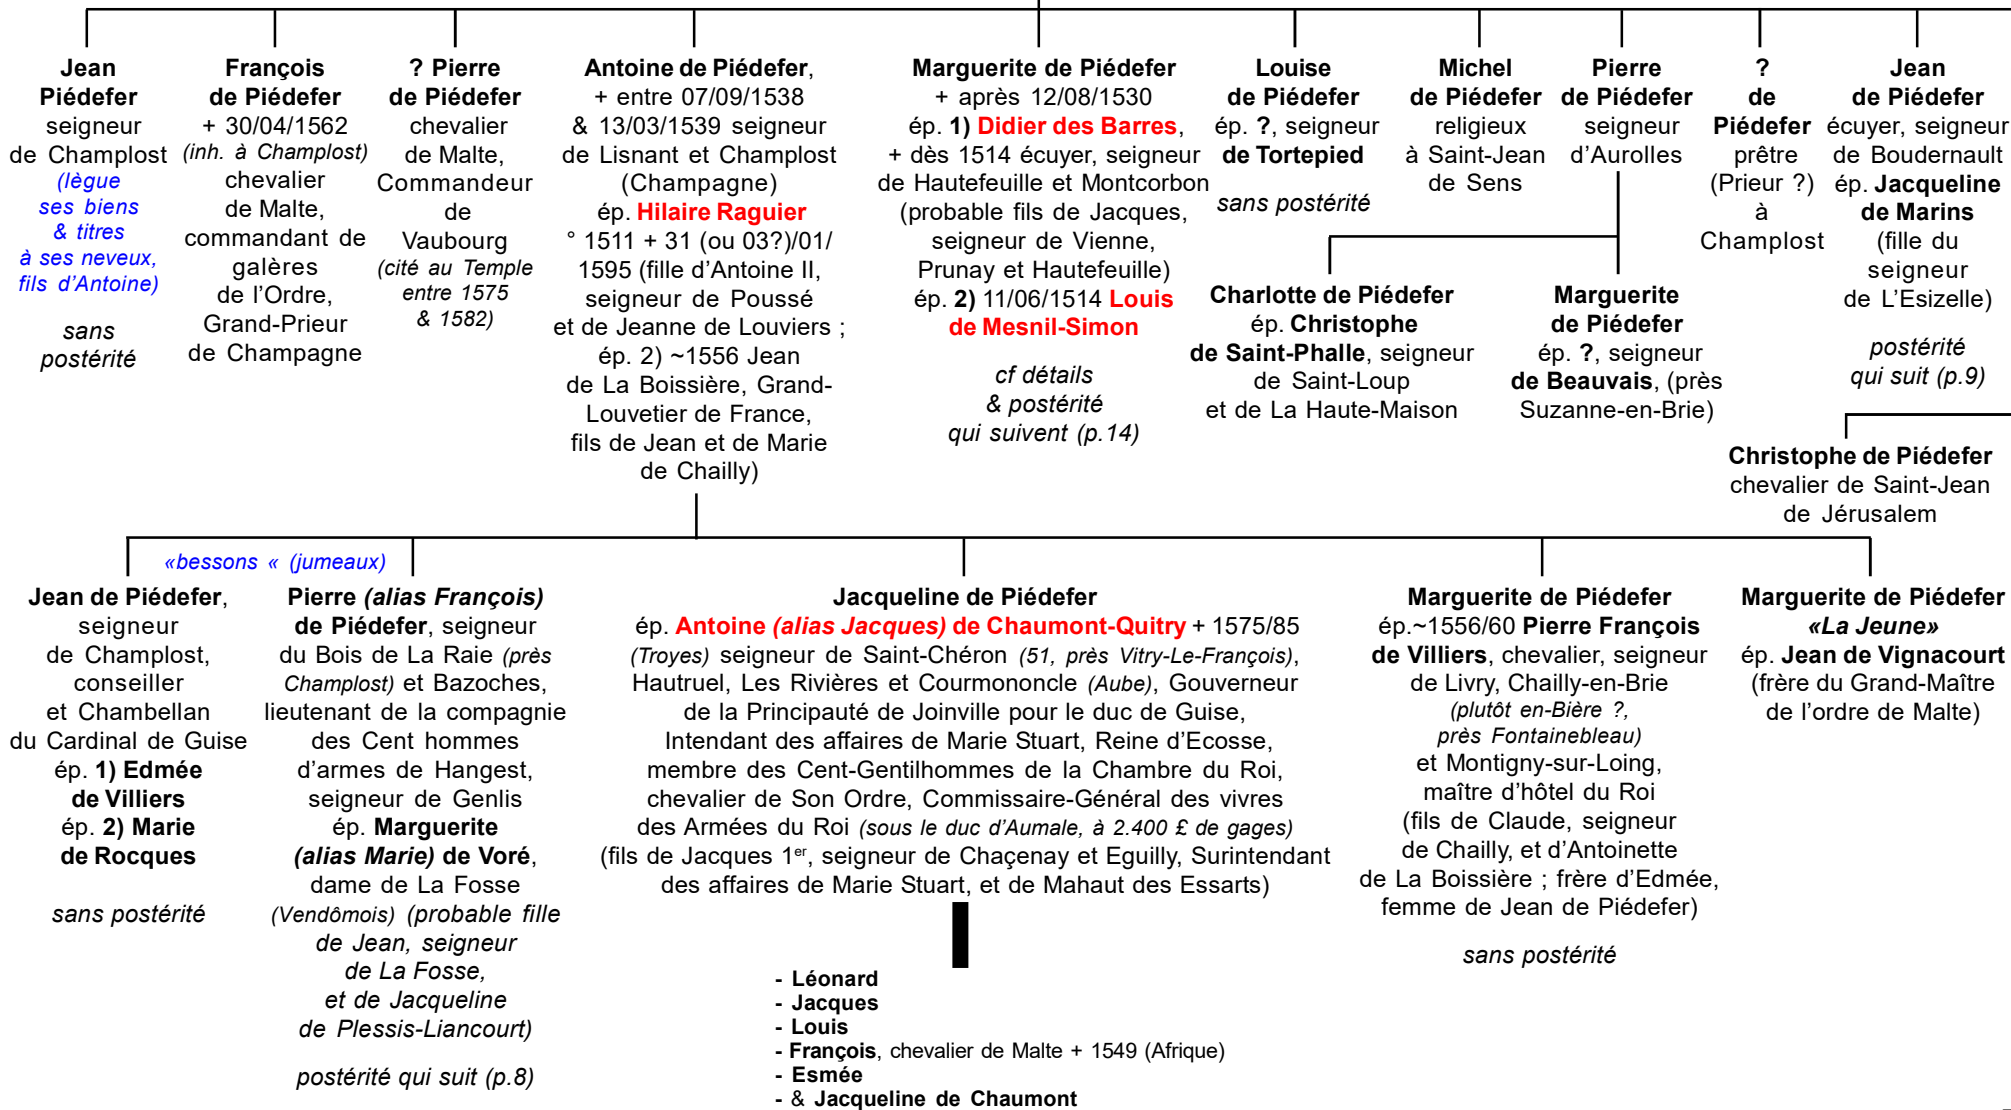 Jean
Piédefer
seigneur
de Champlost
(lègue
ses biens
& titres
à ses neveux,
fils d'Antoine)
sans
postérité
François
de Piédefer
+ 30/04/1562
(inh. à Champlost)
chevalier
de Malte,
commandant de
galères
de l'Ordre,
Grand-Prieur
de Champagne
? Pierre
de Piédefer
chevalier
de Malte,
Commandeur
de
Vaubourg
(cité au Temple
entre 1575
& 1582)
Antoine de Piédefer,
+ entre 07/09/1538
& 13/03/1539 seigneur
de Lisnant et Champlost
(Champagne)
ép. Hilaire Raguier
° 1511 + 31 (ou 03?)/01/
1595 (fille d'Antoine II,
seigneur de Poussé
et de Jeanne de Louviers ;
ép. 2) ~1556 Jean
de La Boissière, Grand-
Louvetier de France,
fils de Jean et de Marie
de Chailly)
Marguerite de Piédefer
+ après 12/08/1530
ép. 1) Didier des Barres,
+ dès 1514 écuyer, seigneur
de Hautefeuille et Montcorbon
(probable fils de Jacques,
seigneur de Vienne,
Prunay et Hautefeuille)
ép. 2) 11/06/1514 Louis
de Mesnil-Simon
cf détails
& postérité
qui suivent (p.14)
Louise
de Piédefer
ép. ?, seigneur
de Tortepied
sans postérité
Michel
de Piédefer
religieux
à Saint-Jean
de Sens
Pierre
de Piédefer
seigneur
d'Aurolles
?
de
Piédefer
prêtre
(Prieur ?)
à
Champlost
Jean
de Piédefer
écuyer, seigneur
de Boudernault
ép. Jacqueline
de Marins
(fille du
seigneur
de L'Esizelle)
postérité
qui suit (p.9)
Charlotte de Piédefer
ép. Christophe
de Saint-Phalle, seigneur
de Saint-Loup
et de La Haute-Maison
Marguerite
de Piédefer
ép. ?, seigneur
de Beauvais, (près
Suzanne-en-Brie)
Christophe de Piédefer
chevalier de Saint-Jean
de Jérusalem
«bessons « (jumeaux)
Jean de Piédefer,
seigneur
de Champlost,
conseiller
et Chambellan
du Cardinal de Guise
ép. 1) Edmée
de Villiers
ép. 2) Marie
de Rocques
sans postérité
Pierre (alias François)
de Piédefer, seigneur
du Bois de La Raie (près
Champlost) et Bazoches,
lieutenant de la compagnie
des Cent hommes
d'armes de Hangest,
seigneur de Genlis
ép. Marguerite
(alias Marie) de Voré,
dame de La Fosse
(Vendômois) (probable fille
de Jean, seigneur
de La Fosse,
et de Jacqueline
de Plessis-Liancourt)
postérité qui suit (p.8)
Jacqueline de Piédefer
ép. Antoine (alias Jacques) de Chaumont-Quitry + 1575/85
(Troyes) seigneur de Saint-Chéron (51, près Vitry-Le-François),
Hautruel, Les Rivières et Courmononcle (Aube), Gouverneur
de la Principauté de Joinville pour le duc de Guise,
Intendant des affaires de Marie Stuart, Reine d'Ecosse,
membre des Cent-Gentilhommes de la Chambre du Roi,
chevalier de Son Ordre, Commissaire-Général des vivres
des Armées du Roi (sous le duc d'Aumale, à 2.400 £ de gages)
(fils de Jacques 1er, seigneur de Chaçenay et Eguilly, Surintendant
des affaires de Marie Stuart, et de Mahaut des Essarts)
- Léonard
- Jacques
- Louis
- François, chevalier de Malte + 1549 (Afrique)
- Esmée
- & Jacqueline de Chaumont
Marguerite de Piédefer
ép.~1556/60 Pierre François
de Villiers, chevalier, seigneur
de Livry, Chailly-en-Brie
(plutôt en-Bière ?,
près Fontainebleau)
et Montigny-sur-Loing,
maître d'hôtel du Roi
(fils de Claude, seigneur
de Chailly, et d'Antoinette
de La Boissière ; frère d'Edmée,
femme de Jean de Piédefer)
sans postérité
Marguerite de Piédefer
«La Jeune»
ép. Jean de Vignacourt
(frère du Grand-Maître
de l'ordre de Malte)